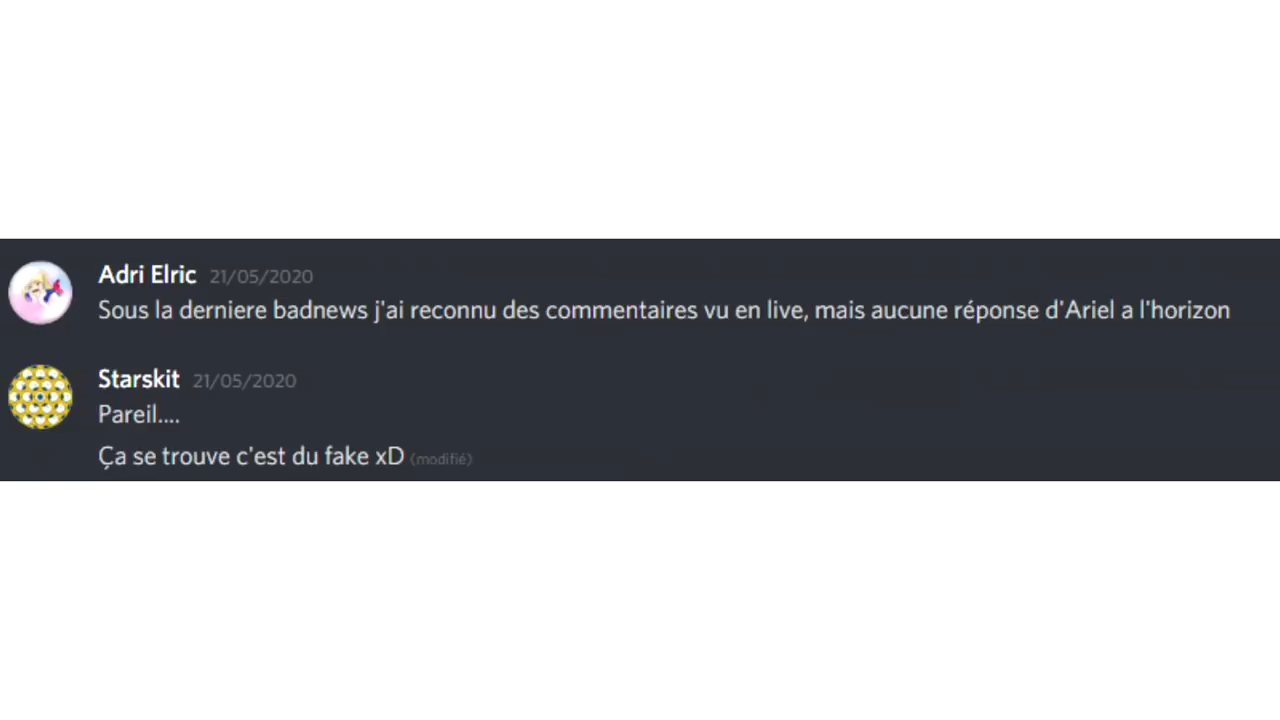 Adri Elric 21/05/2020
Sous la derniere badnews j'ai reconnu des commentaires vu en live, mais aucune réponse d'Ariel a l'horizon
Starskit 21/05/2020
Pareil....
Ça se trouve c'est du fake xD (modifié)